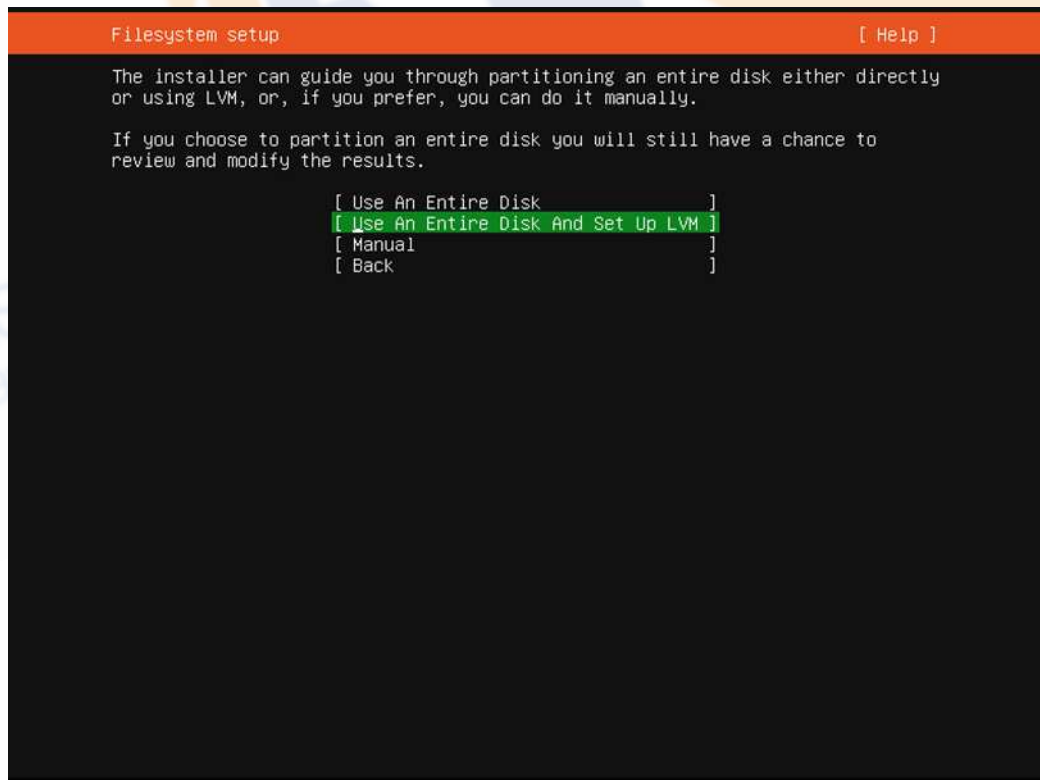 Filesystem setup [ Help ]
The installer can guide you through partitioning an entire disk either directly
or using LVM, or, if you prefer, you can do it manually.
If you choose to partition an entire disk you will still have a chance to
review and modify the results.
[ Use An Entire Disk ]
[ Use An Entire Disk And Set Up LVM ]
[ Manual ]
[ Back ]